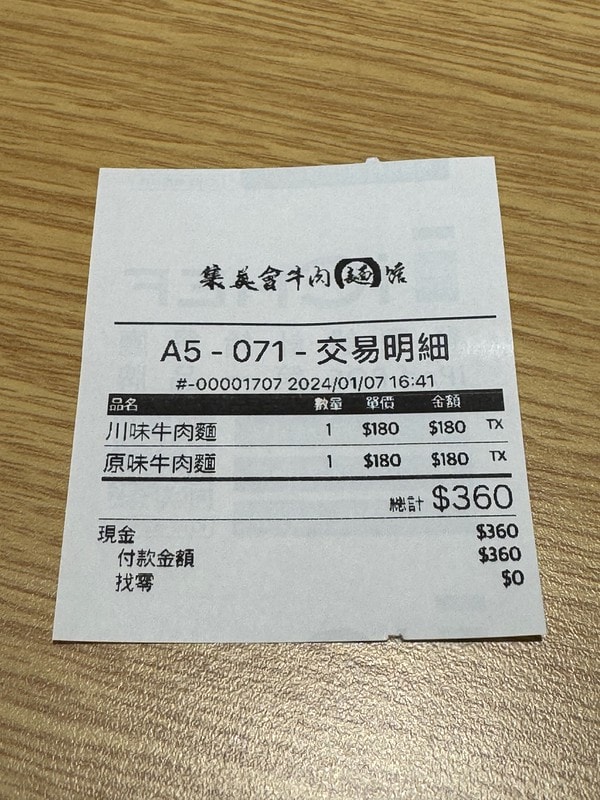 集英會牛肉麵館
A5 - 071 - 交易明細
#-00001707 2024/01/07 16:41
品名 數量 單價 金額
川味牛肉麵 1 $180 $180 TX
原味牛肉麵 1 $180 $180 TX
總計 $360
現金 $360
付款金額 $360
找零 $0